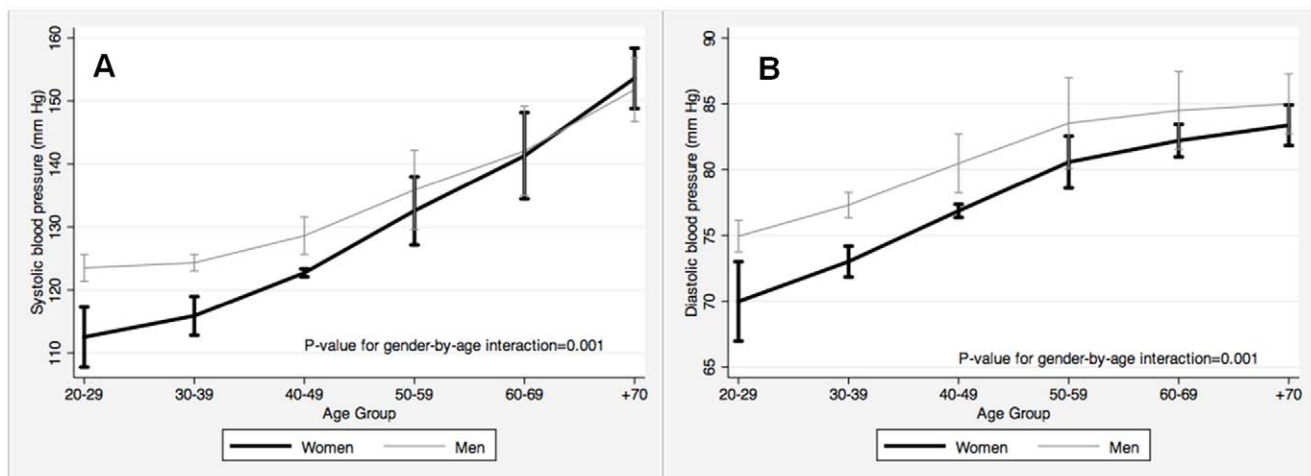 A
Systolic blood pressure (mm Hg)
160
150
140
130
120
110
P-value for gender-by-age interaction=0.001
20-29 30-39 40-49 50-59 60-69 +70
Age Group
Women Men
B
Diastolic blood pressure (mm Hg)
90
85
80
75
70
65
P-value for gender-by-age interaction=0.001
20-29 30-39 40-49 50-59 60-69 +70
Age Group
Women Men